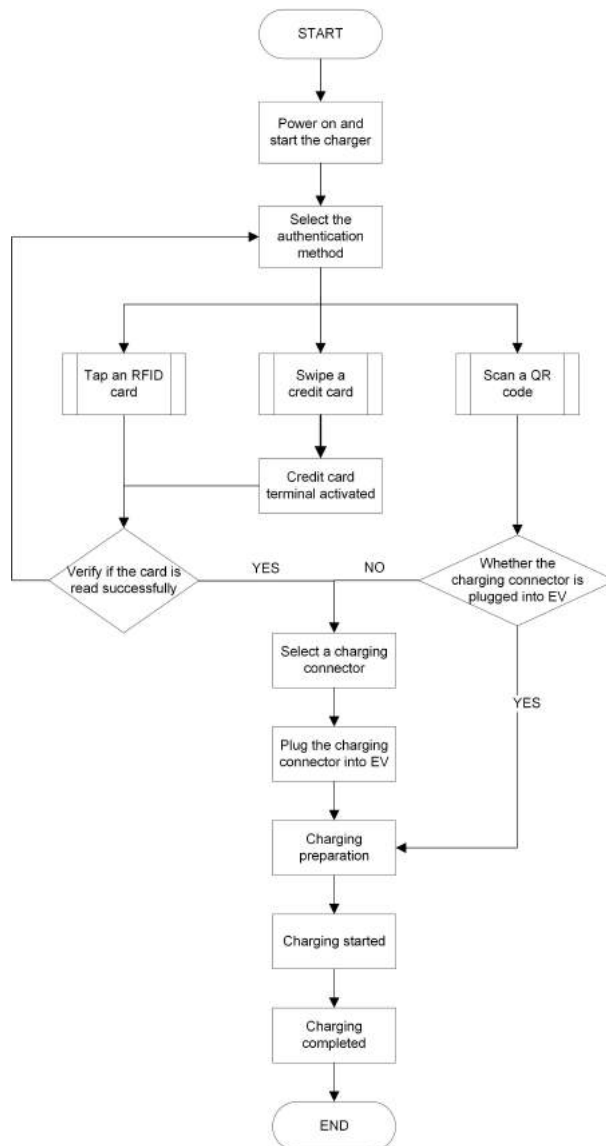 START
Power on and
start the charger
Select the
authentication
method
Tap an RFID
card
Swipe a
credit card
Scan a QR
code
Credit card
terminal activated
Verify if the card is
read successfully
YES
NO
Whether the
charging connector is
plugged into EV
Select a charging
connector
YES
Plug the charging
connector into EV
Charging
preparation
Charging started
Charging
completed
END